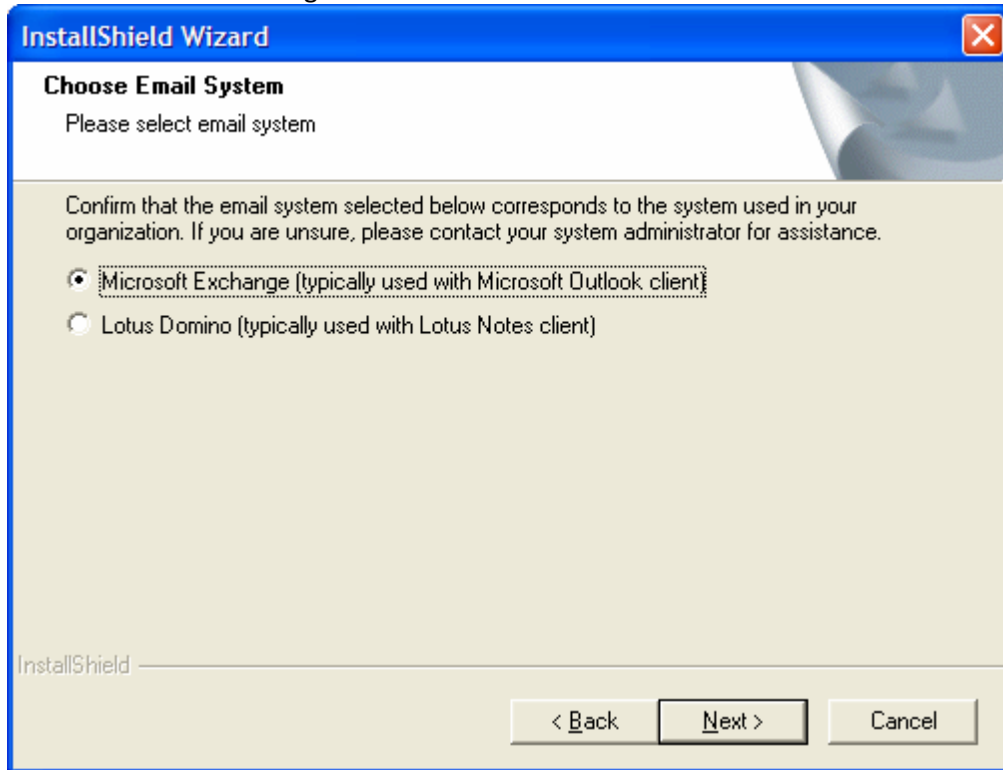 InstallShield Wizard
Choose Email System
Please select email system
Confirm that the email system selected below corresponds to the system used in your
organization. If you are unsure, please contact your system administrator for assistance.
Microsoft Exchange (typically used with Microsoft Outlook client)
Lotus Domino (typically used with Lotus Notes client)
InstallShield
< Back
Next >
Cancel